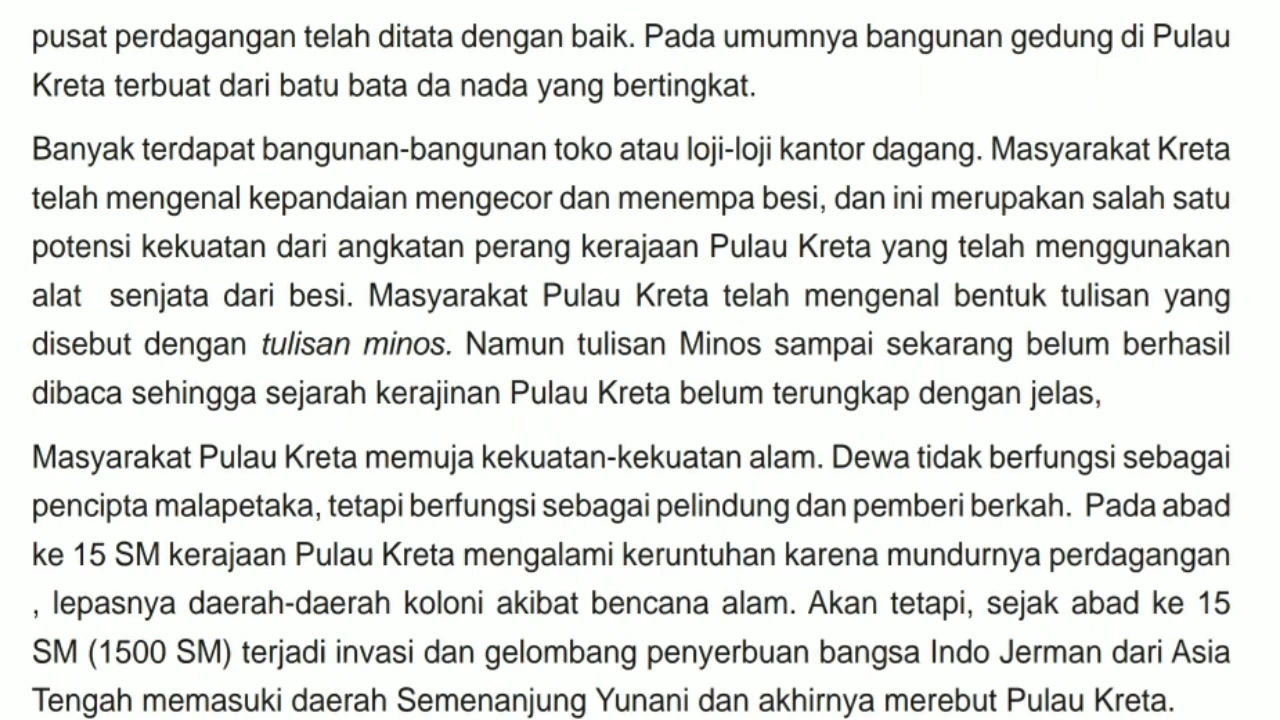 pusat perdagangan telah ditata dengan baik. Pada umumnya bangunan gedung di Pulau
Kreta terbuat dari batu bata da nada yang bertingkat.
Banyak terdapat bangunan-bangunan toko atau loji-loji kantor dagang. Masyarakat Kreta
telah mengenal kepandaian mengecor dan menempa besi, dan ini merupakan salah satu
potensi kekuatan dari angkatan perang kerajaan Pulau Kreta yang telah menggunakan
alat senjata dari besi. Masyarakat Pulau Kreta telah mengenal bentuk tulisan yang
disebut dengan tulisan minos. Namun tulisan Minos sampai sekarang belum berhasil
dibaca sehingga sejarah kerajinan Pulau Kreta belum terungkap dengan jelas,
Masyarakat Pulau Kreta memuja kekuatan-kekuatan alam. Dewa tidak berfungsi sebagai
pencipta malapetaka, tetapi berfungsi sebagai pelindung dan pemberi berkah. Pada abad
ke 15 SM kerajaan Pulau Kreta mengalami keruntuhan karena mundurnya perdagangan
, lepasnya daerah-daerah koloni akibat bencana alam. Akan tetapi, sejak abad ke 15
SM (1500 SM) terjadi invasi dan gelombang penyerbuan bangsa Indo Jerman dari Asia
Tengah memasuki daerah Semenanjung Yunani dan akhirnya merebut Pulau Kreta.